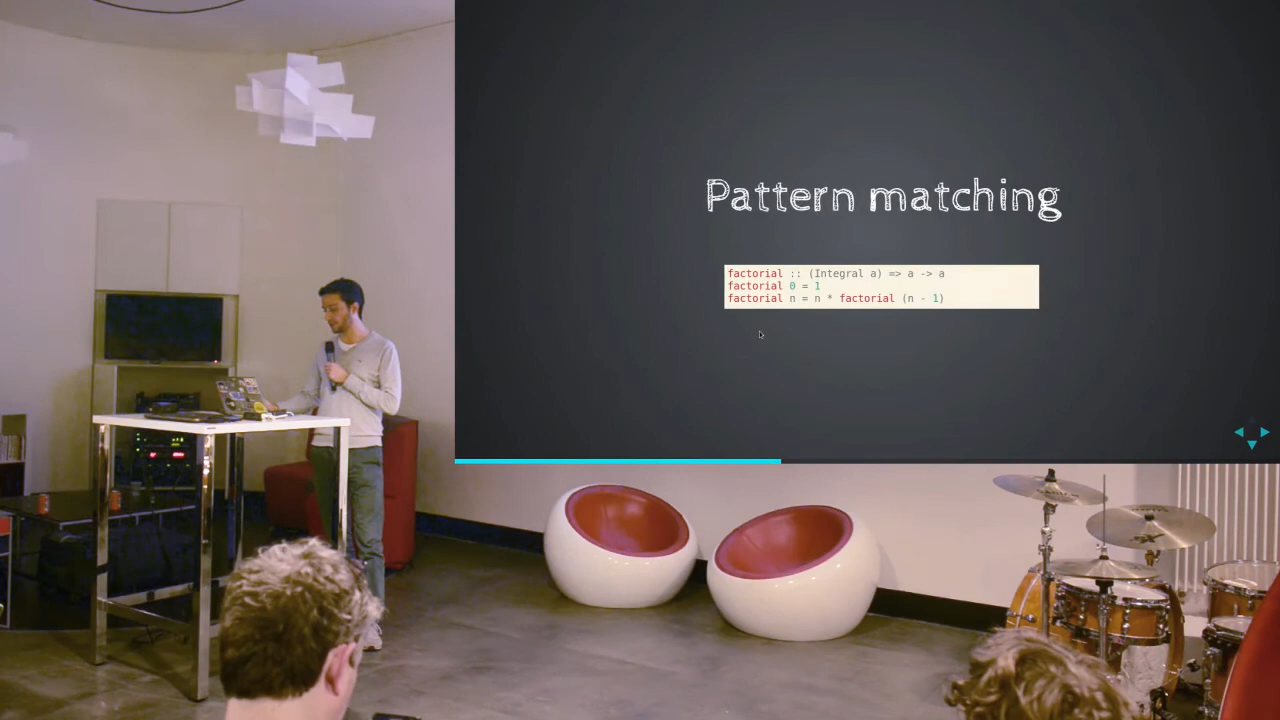 Pattern matching
factorial :: (Integral a) => a -> a
factorial 0 = 1
factorial n = n * factorial (n - 1)